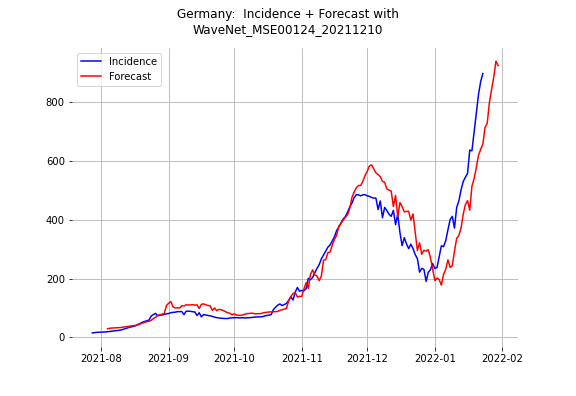 Germany:  Incidence + Forecast with
WaveNet_MSE00124_20211210
Incidence
Forecast
800
600
400
200
0
2021-08 2021-09 2021-10 2021-11 2021-12 2022-01 2022-02